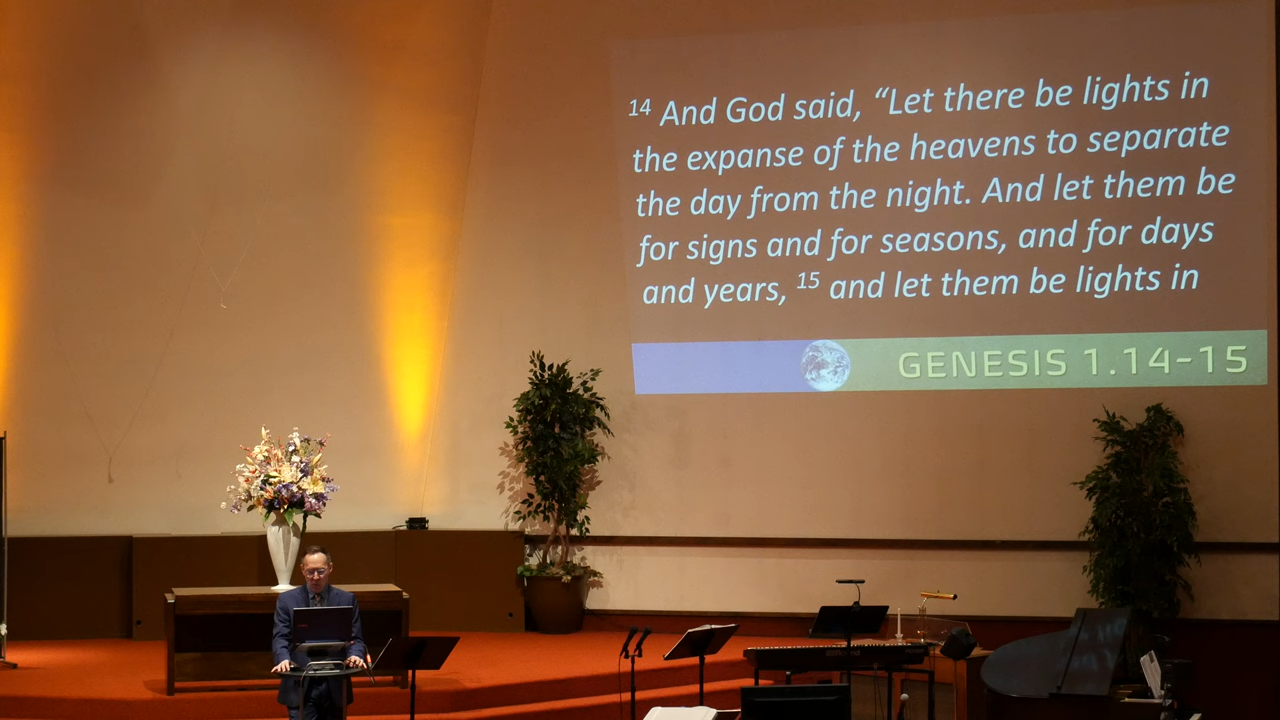 14 And God said, “Let there be lights in
the expanse of the heavens to separate
the day from the night. And let them be
for signs and for seasons, and for days
and years, 15 and let them be lights in
GENESIS 1.14-15